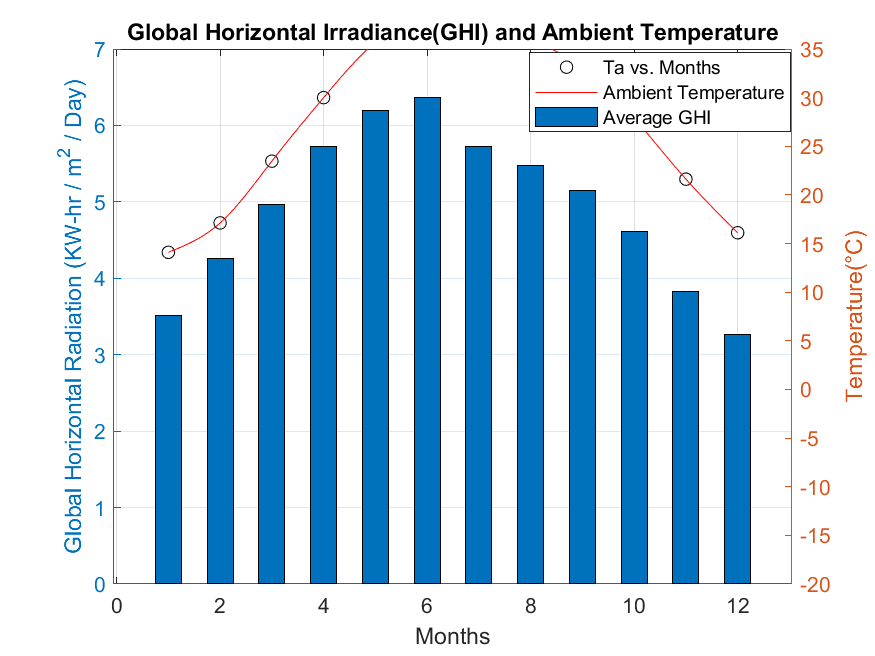 Global Horizontal Irradiance(GHI) and Ambient Temperature
Global Horizontal Radiation (KW-hr / m² / Day)
7
6
5
4
3
2
1
0
Ta vs. Months
Ambient Temperature
Average GHI
35
30
25
20
15
10
5
0
-5
-10
-15
-20
Temperature(°C)
0 2 4 6 8 10 12
Months